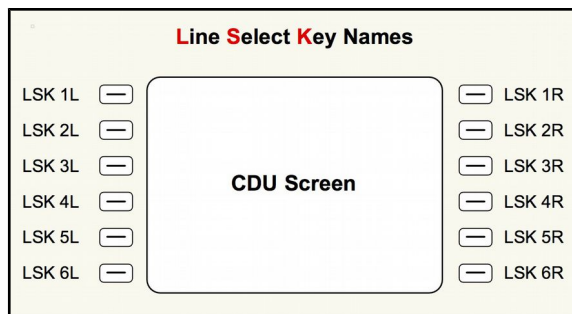 Line Select Key Names
LSK 1L LSK 1R
LSK 2L LSK 2R
LSK 3L LSK 3R
CDU Screen
LSK 4L LSK 4R
LSK 5L LSK 5R
LSK 6L LSK 6R